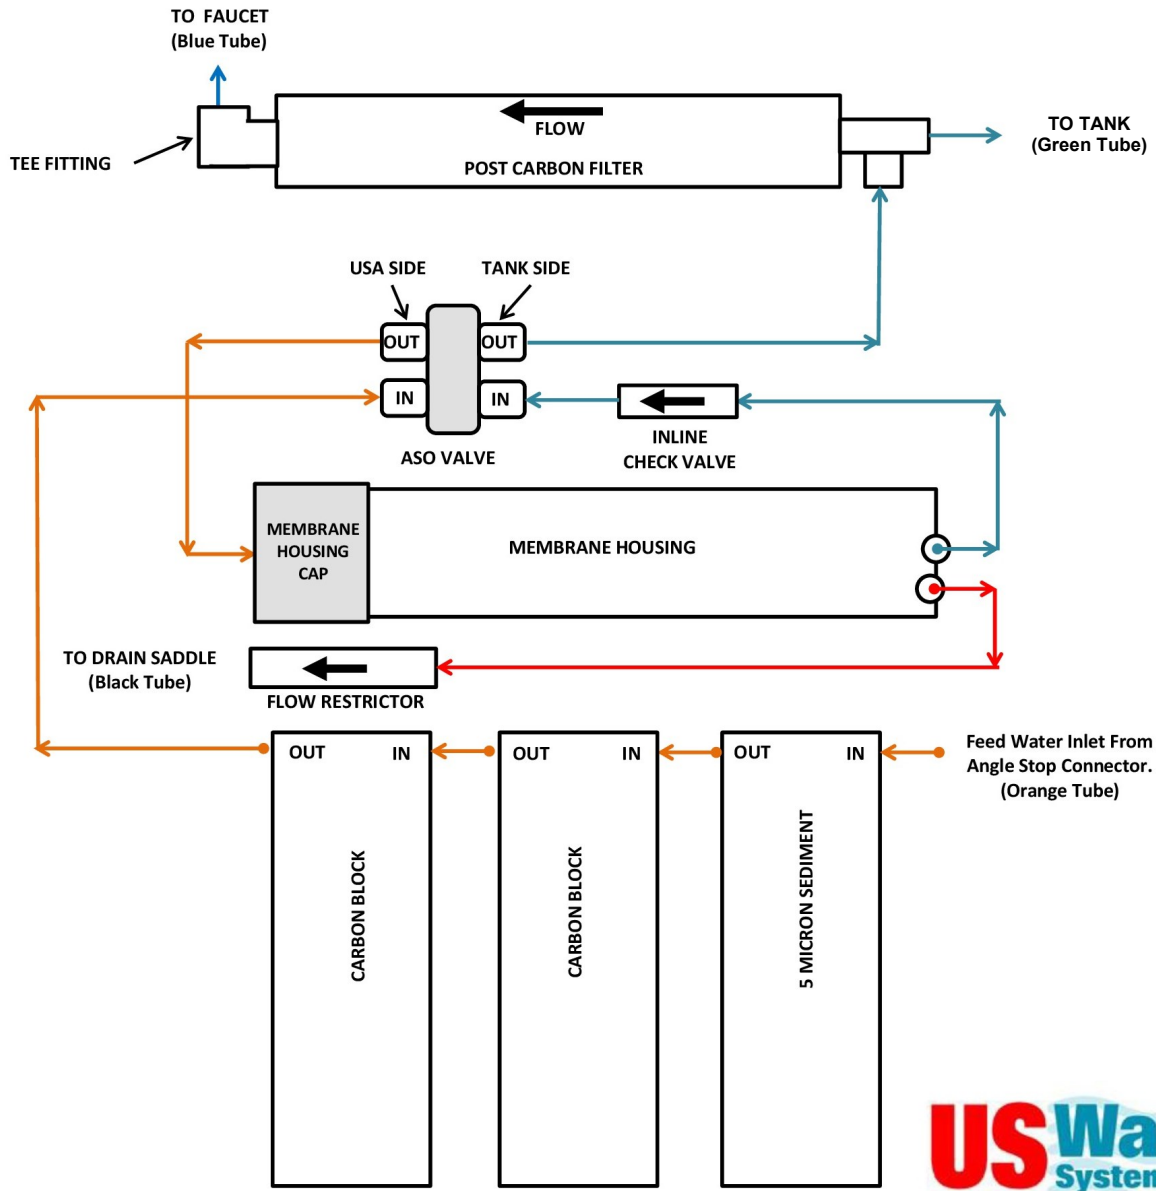 TO FAUCET
(Blue Tube)
FLOW
POST CARBON FILTER
TEE FITTING
TO TANK
(Green Tube)
USA SIDE
TANK SIDE
OUT
OUT
IN
IN
ASO VALVE
INLINE
CHECK VALVE
MEMBRANE
HOUSING
CAP
MEMBRANE HOUSING
TO DRAIN SADDLE
(Black Tube)
FLOW RESTRICTOR
OUT
IN
OUT
IN
OUT
IN
Feed Water Inlet From
Angle Stop Connector.
(Orange Tube)
CARBON BLOCK
CARBON BLOCK
5 MICRON SEDIMENT
US Wa
System